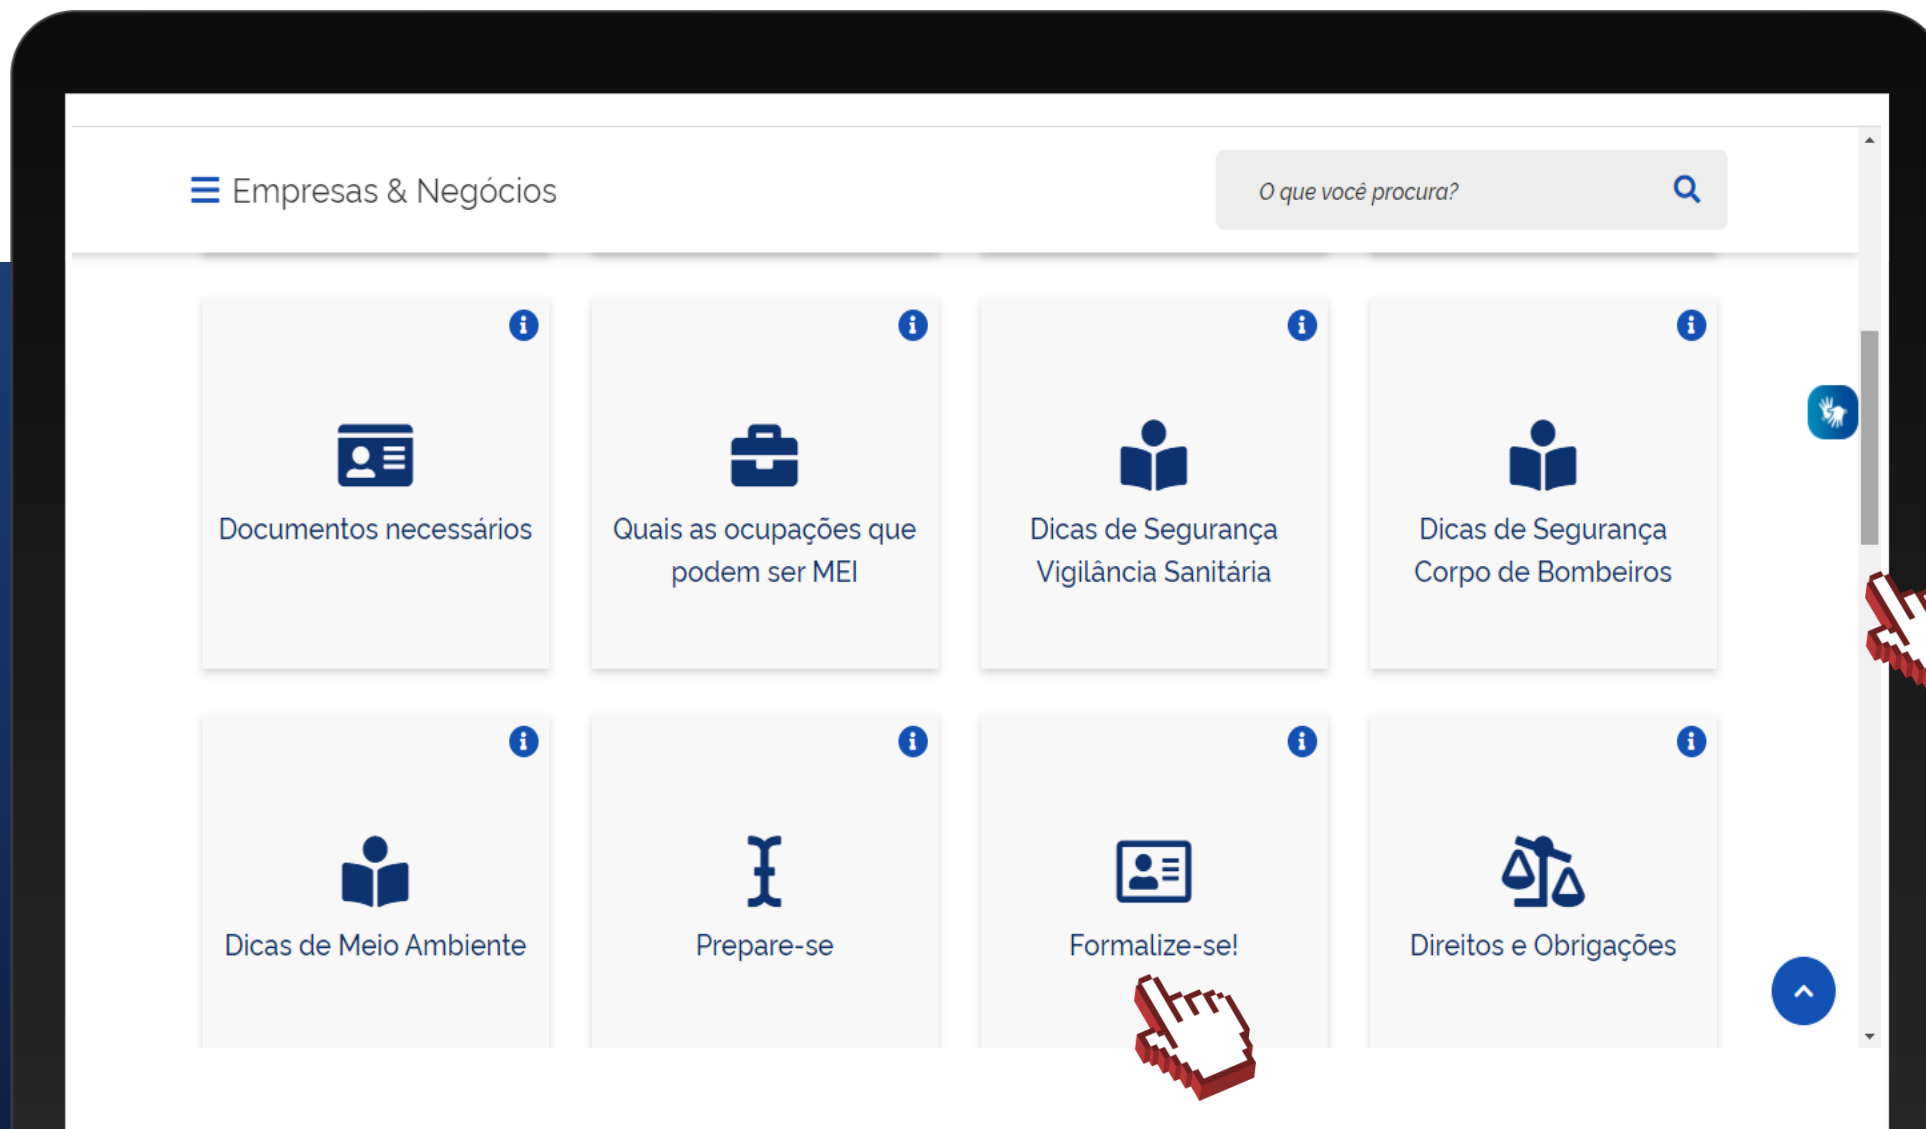 Empresas & Negócios
O que você procura?
Documentos necessários
Quais as ocupações que
podem ser MEI
Dicas de Segurança
Vigilância Sanitária
Dicas de Segurança
Corpo de Bombeiros
Dicas de Meio Ambiente
Prepare-se
Formalize-se!
Direitos e Obrigações